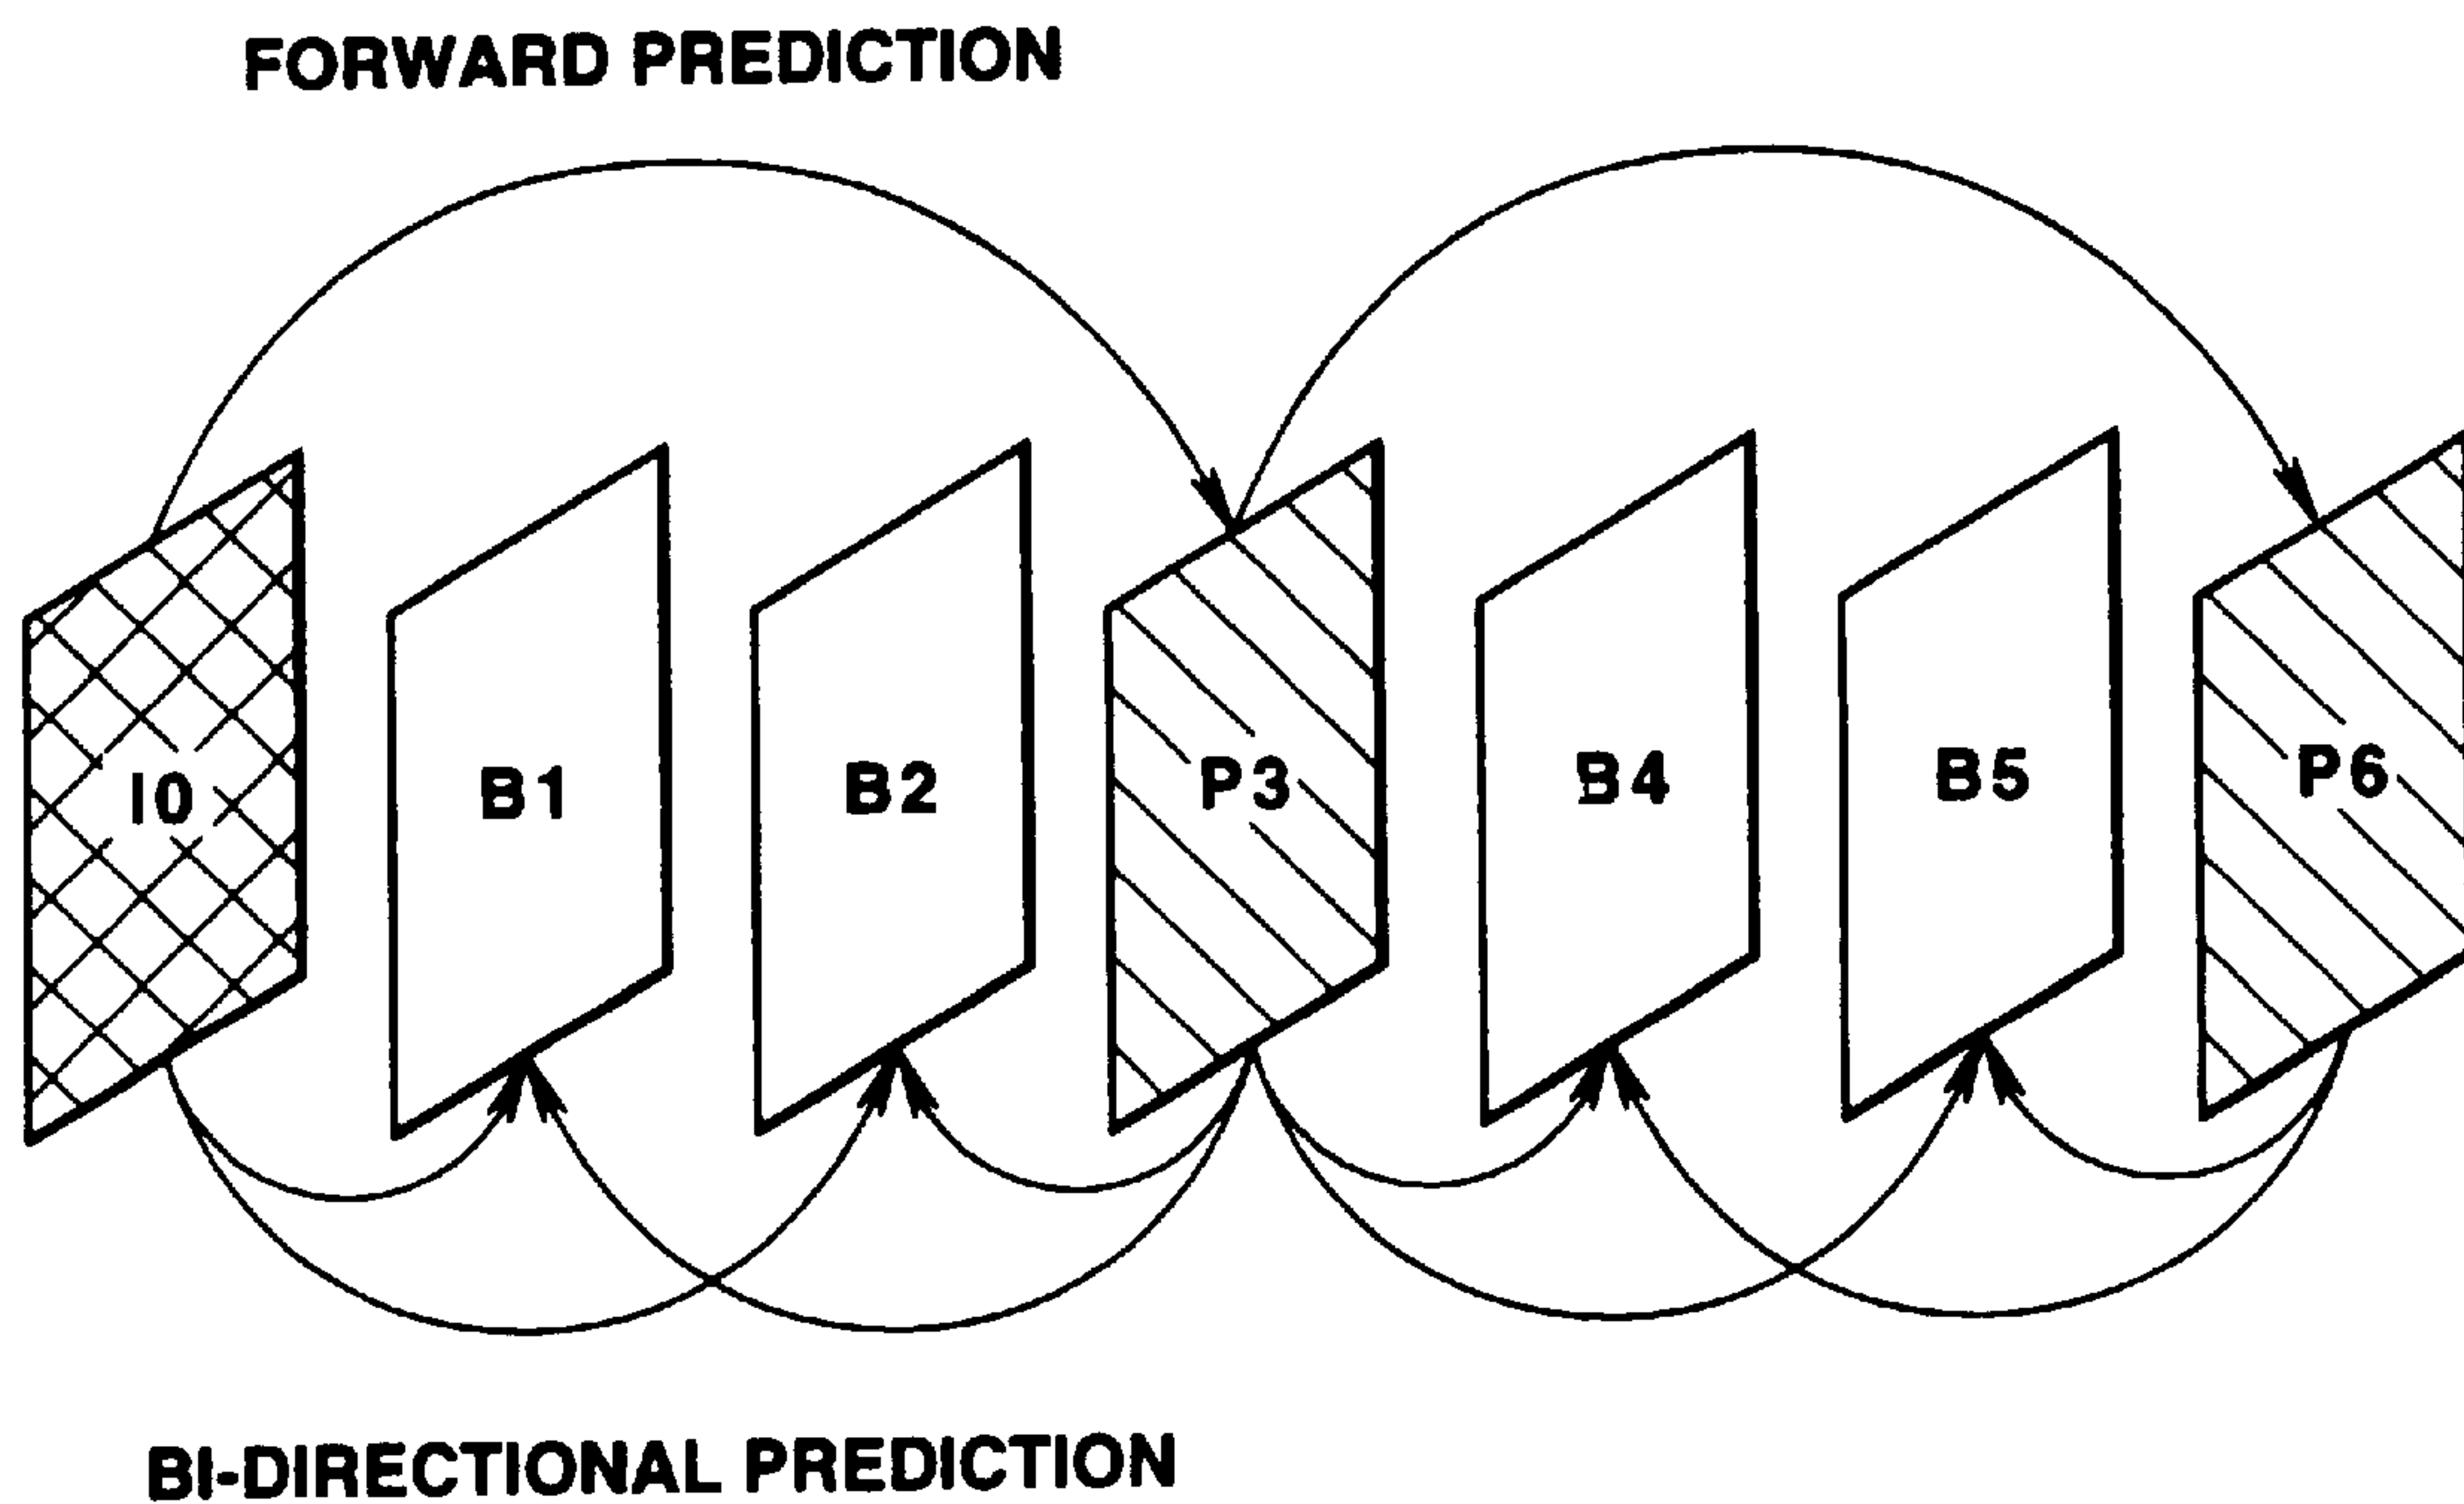 FORWARD PREDICTION
I0 B1 B2 P3 B4 B5 P6
BI-DIRECTIONAL PREDICTION